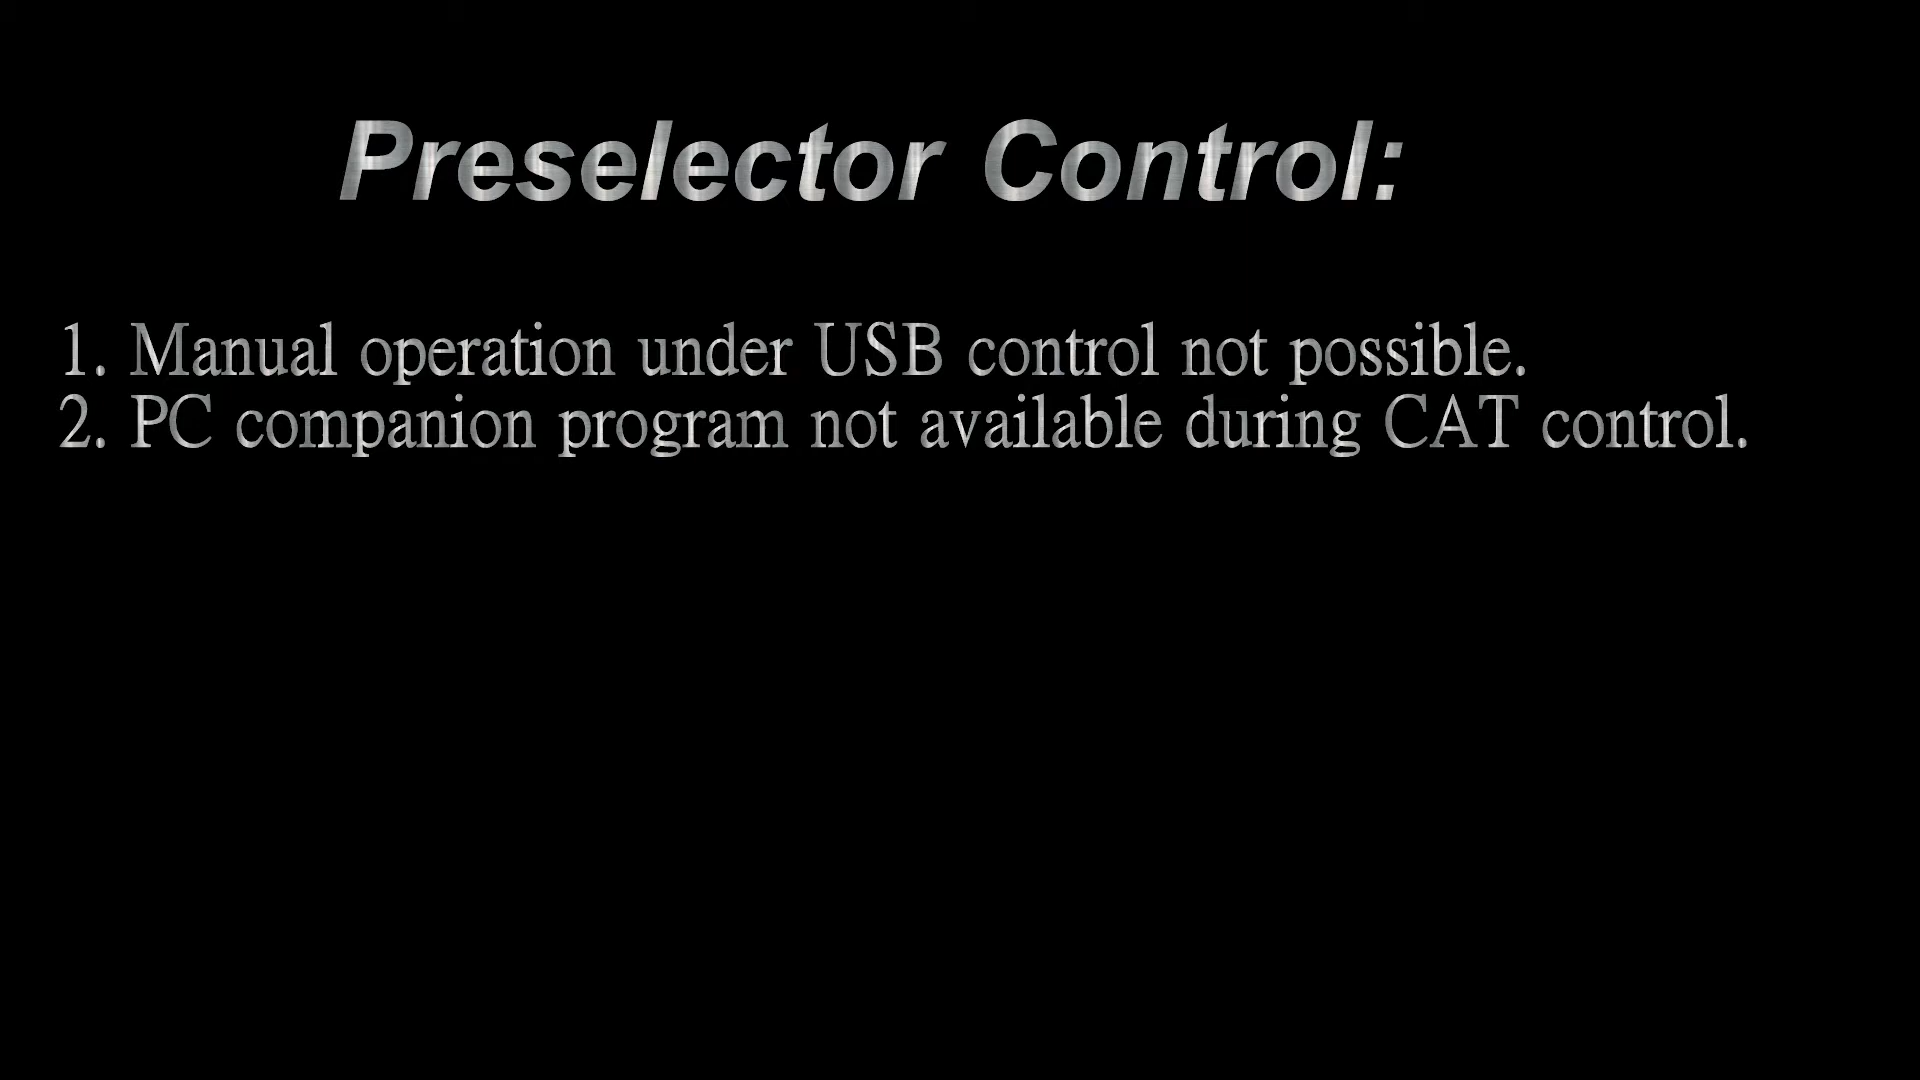 Preselector Control:
1. Manual operation under USB control not possible.
2. PC companion program not available during CAT control.